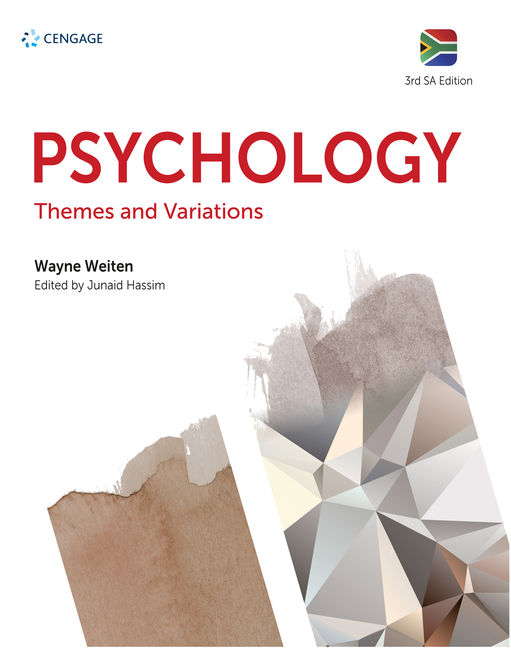 CENGAGE
3rd SA Edition
PSYCHOLOGY
Themes and Variations
Wayne Weiten
Edited by Junaid Hassim